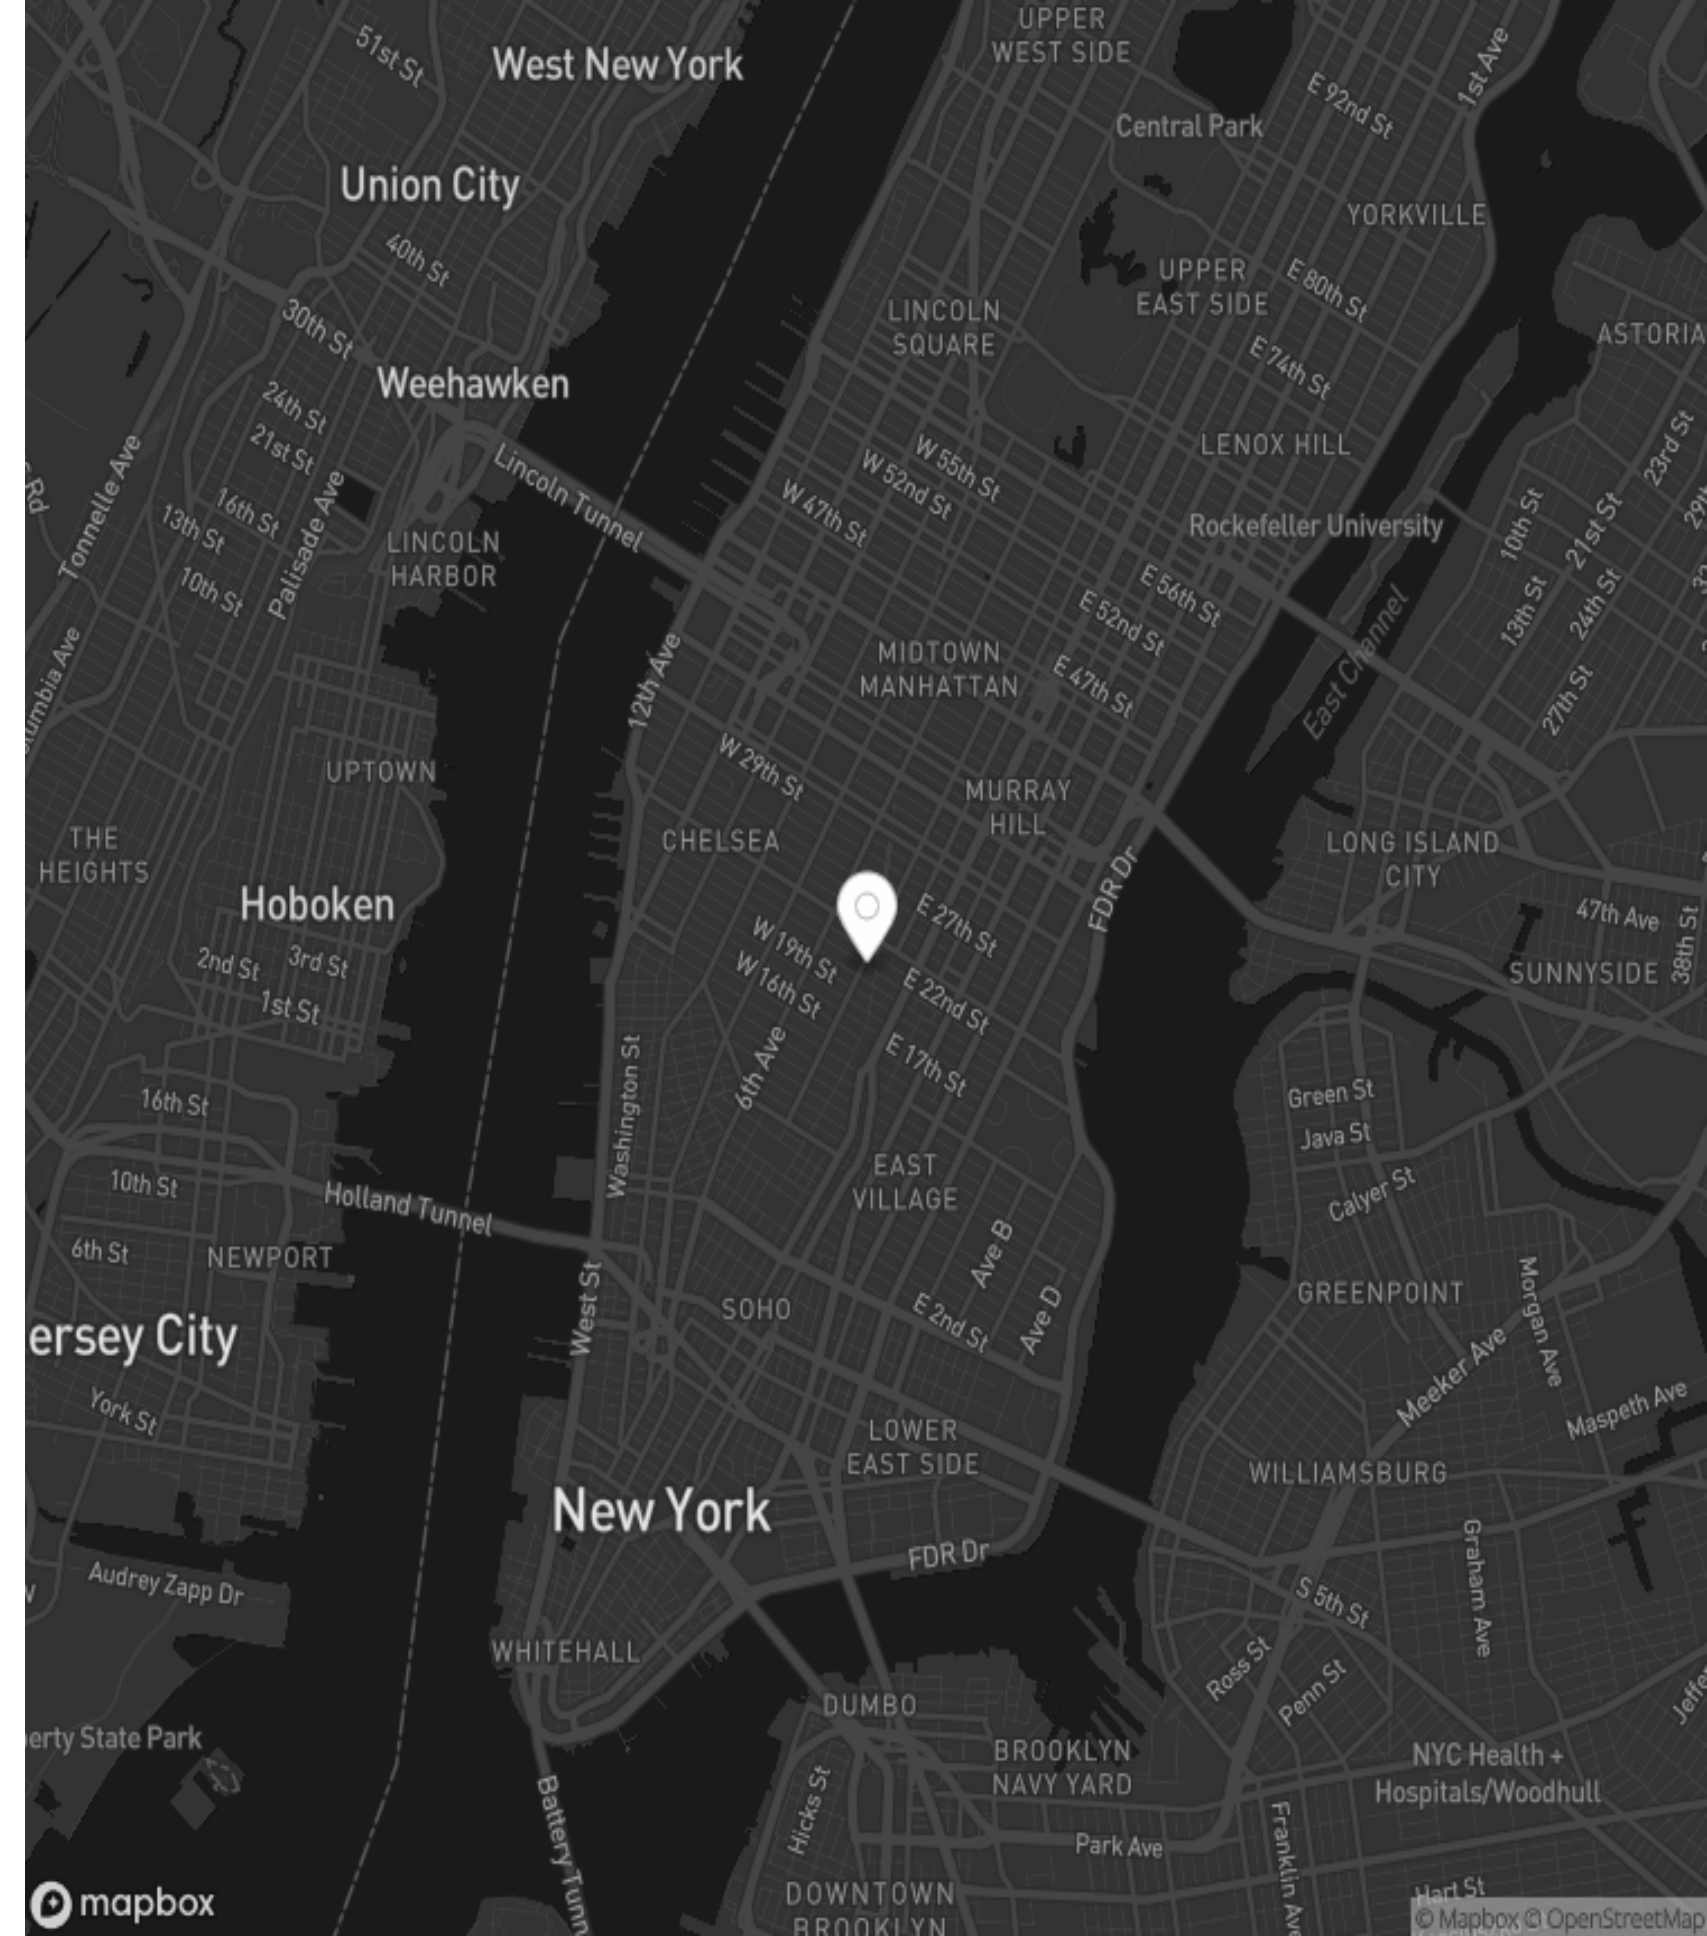 UPPER
WEST SIDE
51st St
West New York
1st Ave
E 92nd St
Central Park
Union City
YORKVILLE
40th St
UPPER
EAST SIDE
E 80th St
LINCOLN
SQUARE
30th St
ASTORIA
E 74th St
Weehawken
24th St
21st St
LENOX HILL
23rd St
W 55th St
W 52nd St
W 47th St
Lincoln Tunnel
Rd
Tonnelle Ave
Palisade Ave
16th St
13th St
10th St
LINCOLN
HARBOR
Rockefeller University
10th St
21st St
E 56th St
E 52nd St
13th St
24th St
East Channel
MIDTOWN
MANHATTAN
12th Ave
E 47th St
27th St
umbia Ave
W 29th St
UPTOWN
MURRAY
HILL
THE
HEIGHTS
CHELSEA
LONG ISLAND
CITY
FDR Dr
Hoboken
E 27th St
47th Ave
38th St
W 19th St
W 16th St
3rd St
2nd St
1st St
E 22nd St
SUNNYSIDE
6th Ave
E 17th St
Washington St
16th St
Green St
Java St
EAST
VILLAGE
10th St
Holland Tunnel
Calyer St
6th St
NEWPORT
Ave B
Ave D
West St
SOHO
E 2nd St
GREENPOINT
Morgan Ave
ersey City
Meeker Ave
York St
Maspeth Ave
LOWER
EAST SIDE
WILLIAMSBURG
New York
FDR Dr
Graham Ave
Audrey Zapp Dr
S 5th St
WHITEHALL
Ross St
Penn St
DUMBO
erty State Park
BROOKLYN
NAVY YARD
NYC Health +
Hospitals/Woodhull
Hicks St
Battery Tunn
Park Ave
Franklin Ave
DOWNTOWN
BROOKLYN
Hart St
mapbox
© Mapbox © OpenStreetMap